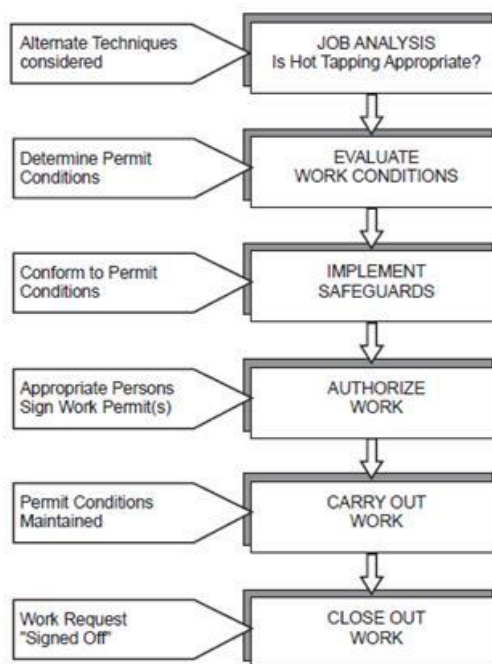 Alternate Techniques
considered
JOB ANALYSIS
Is Hot Tapping Appropriate?
Determine Permit
Conditions
EVALUATE
WORK CONDITIONS
Conform to Permit
Conditions
IMPLEMENT
SAFEGUARDS
Appropriate Persons
Sign Work Permit(s)
AUTHORIZE
WORK
Permit Conditions
Maintained
CARRY OUT
WORK
Work Request
"Signed Off"
CLOSE OUT
WORK